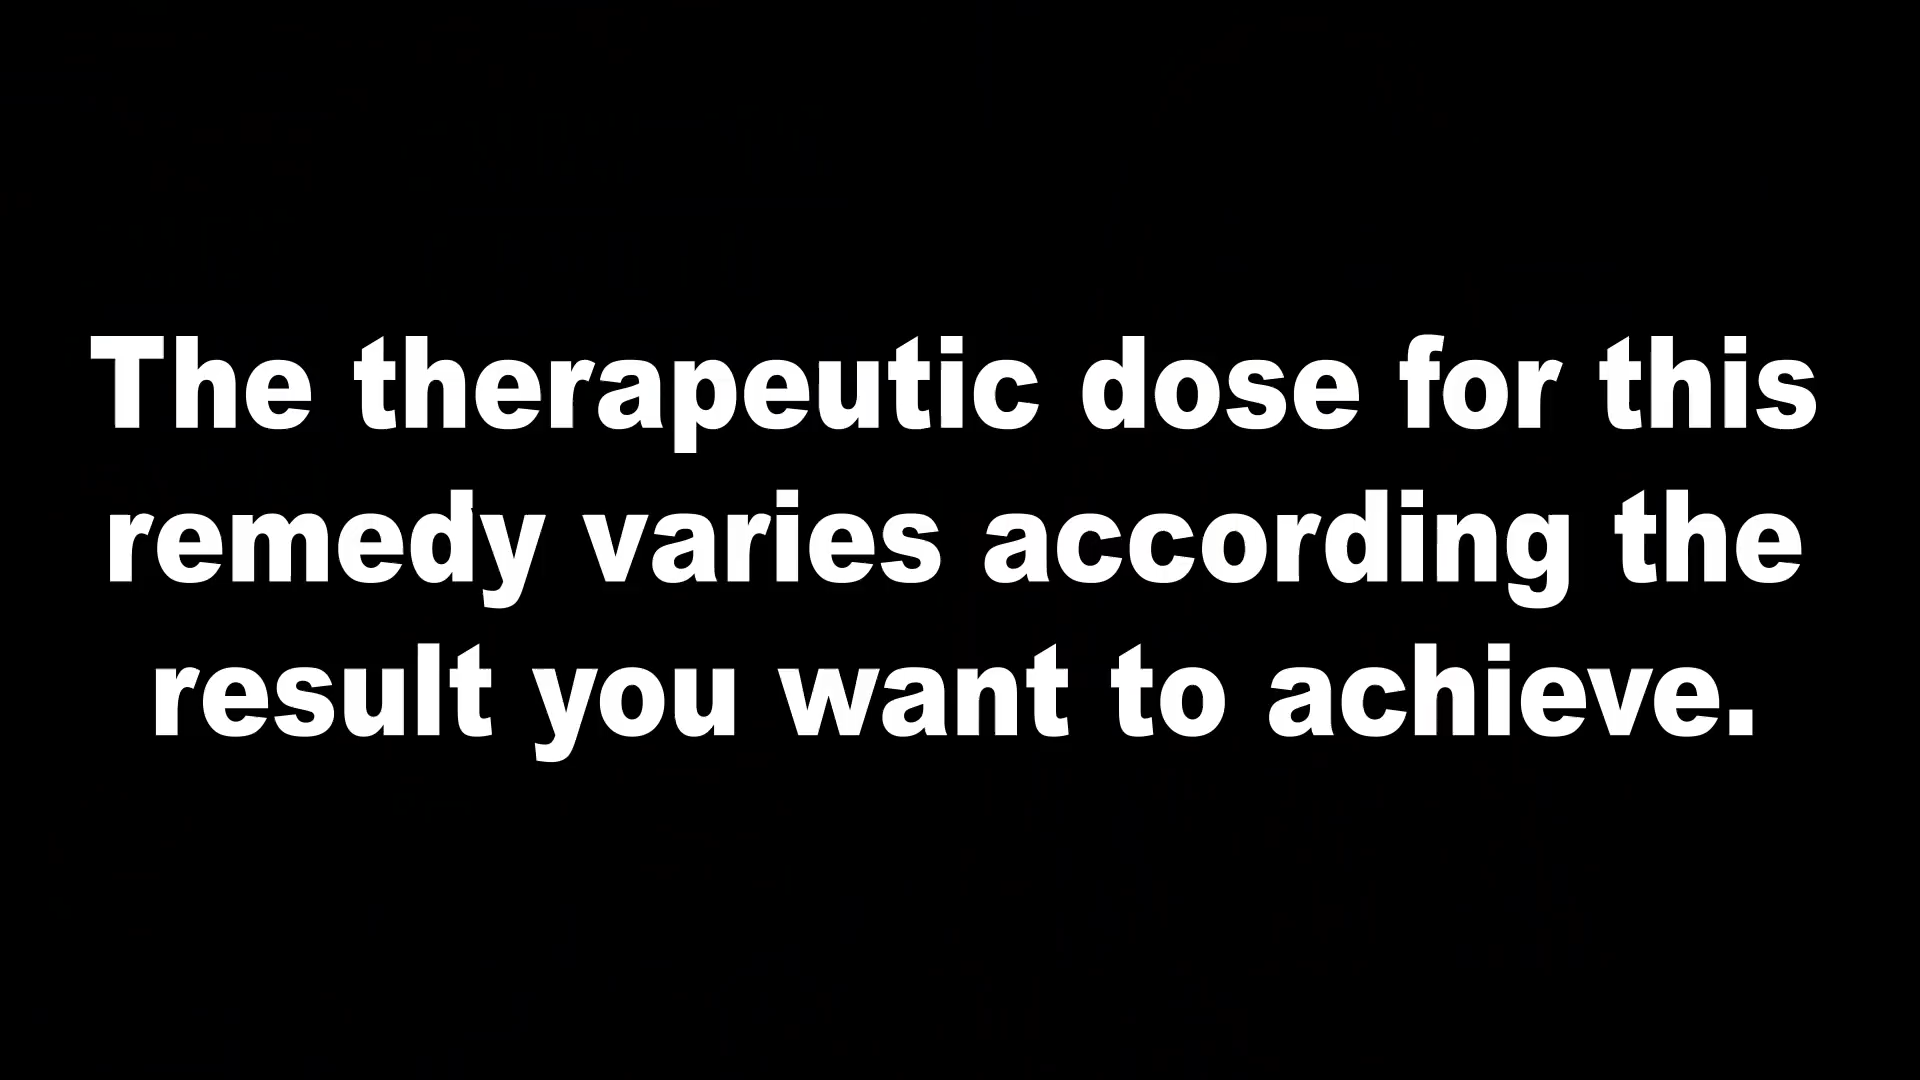 The therapeutic dose for this
remedy varies according the
result you want to achieve.